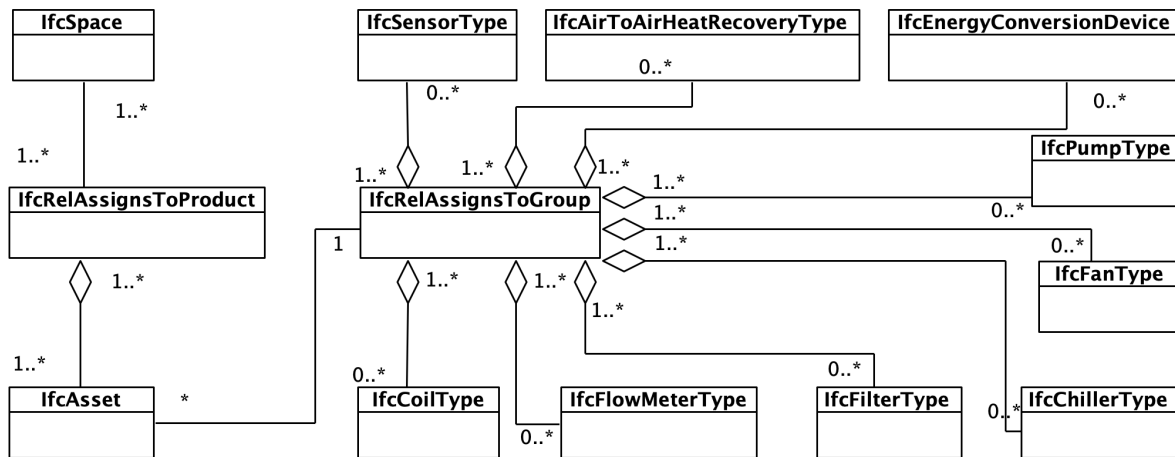 IfcSpace
IfcSensorType
IfcAirToAirHeatRecoveryType
IfcEnergyConversionDevice
0..*
0..*
0..*
1..*
1..*
1..*
1..*
1..*
IfcPumpType
IfcRelAssignsToProduct
IfcRelAssignsToGroup
1..*
0..*
1..*
1..*
0..*
1
1..*
1..*
1..*
1..*
IfcFanType
1..*
0..*
0..*
IfcAsset
*
IfcCoilType
0..*
IfcFlowMeterType
IfcFilterType
0..*
IfcChillerType